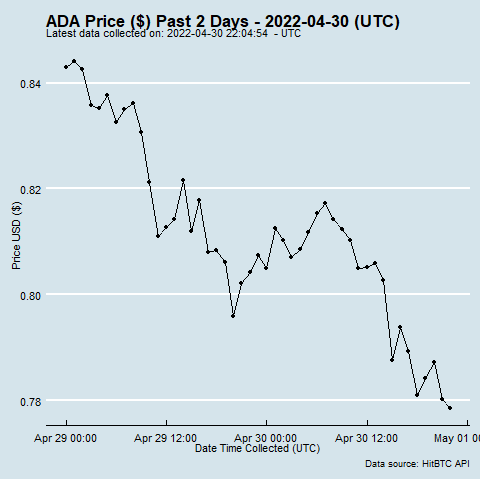 ADA Price ($) Past 2 Days - 2022-04-30 (UTC)
Latest data collected on: 2022-04-30 22:04:54 - UTC
0.84
0.82
0.80
0.78
Price USD ($)
Apr 29 00:00
Apr 29 12:00
Apr 30 00:00
Apr 30 12:00
May 01 0
Date Time Collected (UTC)
Data source: HitBTC API